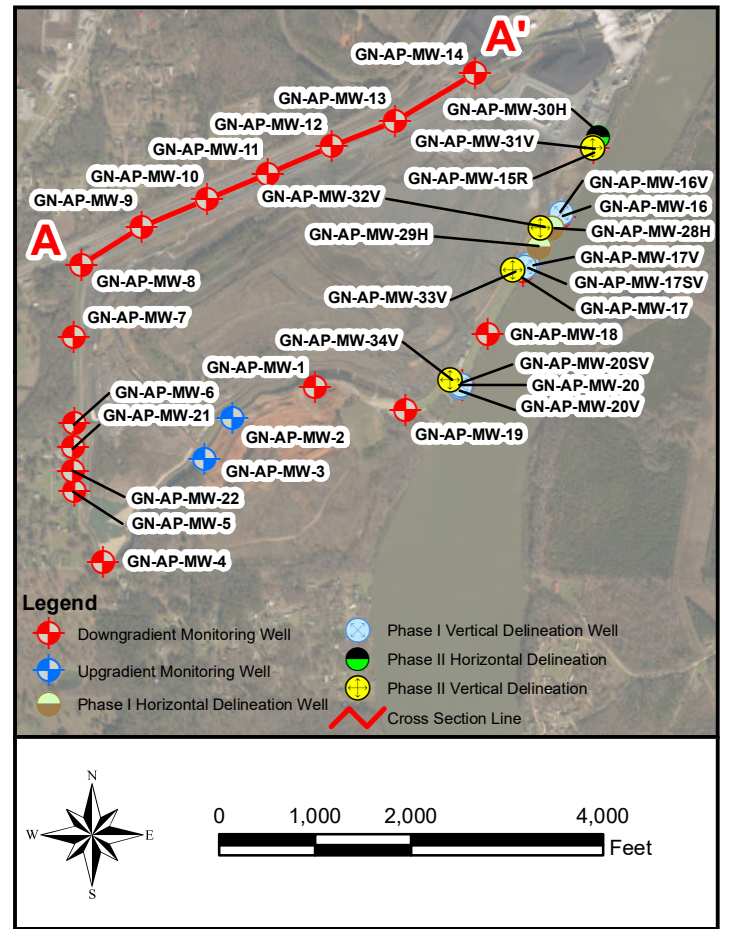 A'
GN-AP-MW-14
GN-AP-MW-13
GN-AP-MW-30H
GN-AP-MW-12
GN-AP-MW-31V
GN-AP-MW-11
GN-AP-MW-10
GN-AP-MW-15R
GN-AP-MW-16V
GN-AP-MW-9
GN-AP-MW-32V
GN-AP-MW-16
GN-AP-MW-28H
A
GN-AP-MW-29H
GN-AP-MW-17V
GN-AP-MW-8
GN-AP-MW-17SV
GN-AP-MW-33V
GN-AP-MW-17
GN-AP-MW-7
GN-AP-MW-18
GN-AP-MW-34V
GN-AP-MW-1
GN-AP-MW-20SV
GN-AP-MW-6
GN-AP-MW-20
GN-AP-MW-21
GN-AP-MW-20V
GN-AP-MW-2
GN-AP-MW-19
GN-AP-MW-3
GN-AP-MW-22
GN-AP-MW-5
GN-AP-MW-4
Legend
Downgradient Monitoring Well
Upgradient Monitoring Well
Phase I Horizontal Delineation Well
Phase I Vertical Delineation Well
Phase II Horizontal Delineation
Phase II Vertical Delineation
Cross Section Line
N
W E
S
0 1,000 2,000 4,000
Feet